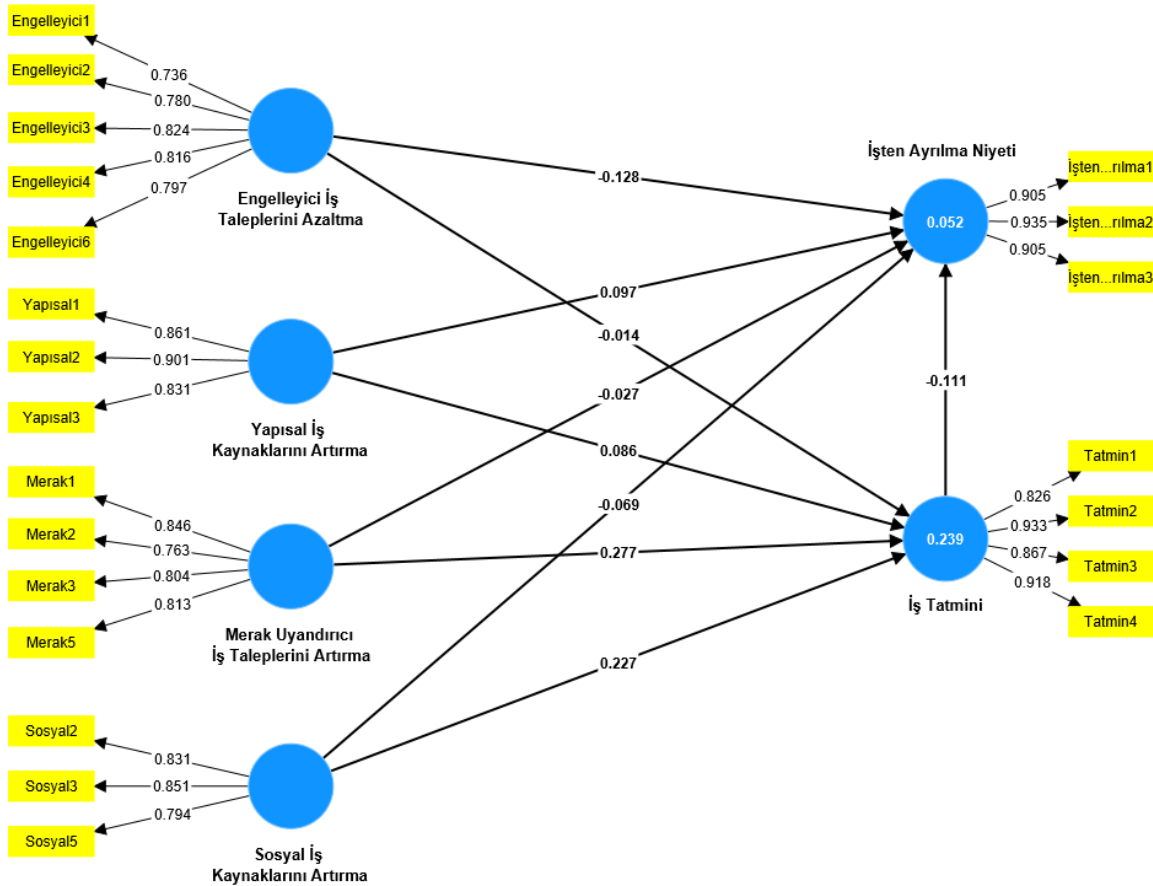 Engelleyici1
Engelleyici2
Engelleyici3
Engelleyici4
Engelleyici6
0.736
0.780
0.824
0.816
0.797
Engelleyici İş
Taleplerini Azaltma
Yapısal1
Yapısal2
Yapısal3
0.861
0.901
0.831
Yapısal İş
Kaynaklarını Artırma
Merak1
Merak2
Merak3
Merak5
0.846
0.763
0.804
0.813
Merak Uyandırıcı
İş Taleplerini Artırma
Sosyal2
Sosyal3
Sosyal5
0.831
0.851
0.794
Sosyal İş
Kaynaklarını Artırma
-0.128
0.097
-0.014
-0.027
0.086
-0.069
0.277
0.227
-0.111
İşten Ayrılma Niyeti
0.052
0.905
0.935
0.905
İşten...rılma1
İşten...rılma2
İşten...rılma3
0.239
İş Tatmini
0.826
0.933
0.867
0.918
Tatmin1
Tatmin2
Tatmin3
Tatmin4